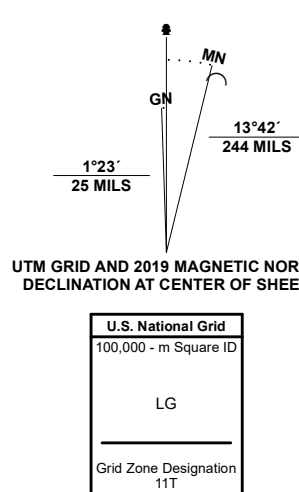 MN
GN
13°42´
244 MILS
1°23´
25 MILS
UTM GRID AND 2019 MAGNETIC NOR
DECLINATION AT CENTER OF SHEE
U.S. National Grid
100,000 - m Square ID
LG
Grid Zone Designation
11T